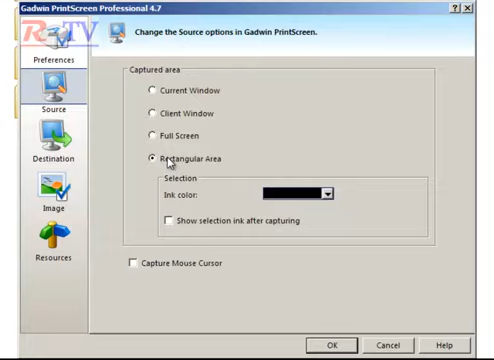 Gadwin PrintScreen Professional 4.7
R TV
Change the Source options in Gadwin PrintScreen.
Preferences
Source
Destination
Image
Resources
Captured area
Current Window
Client Window
Full Screen
Rectangular Area
Selection
Ink color:
Show selection ink after capturing
Capture Mouse Cursor
OK
Cancel
Help